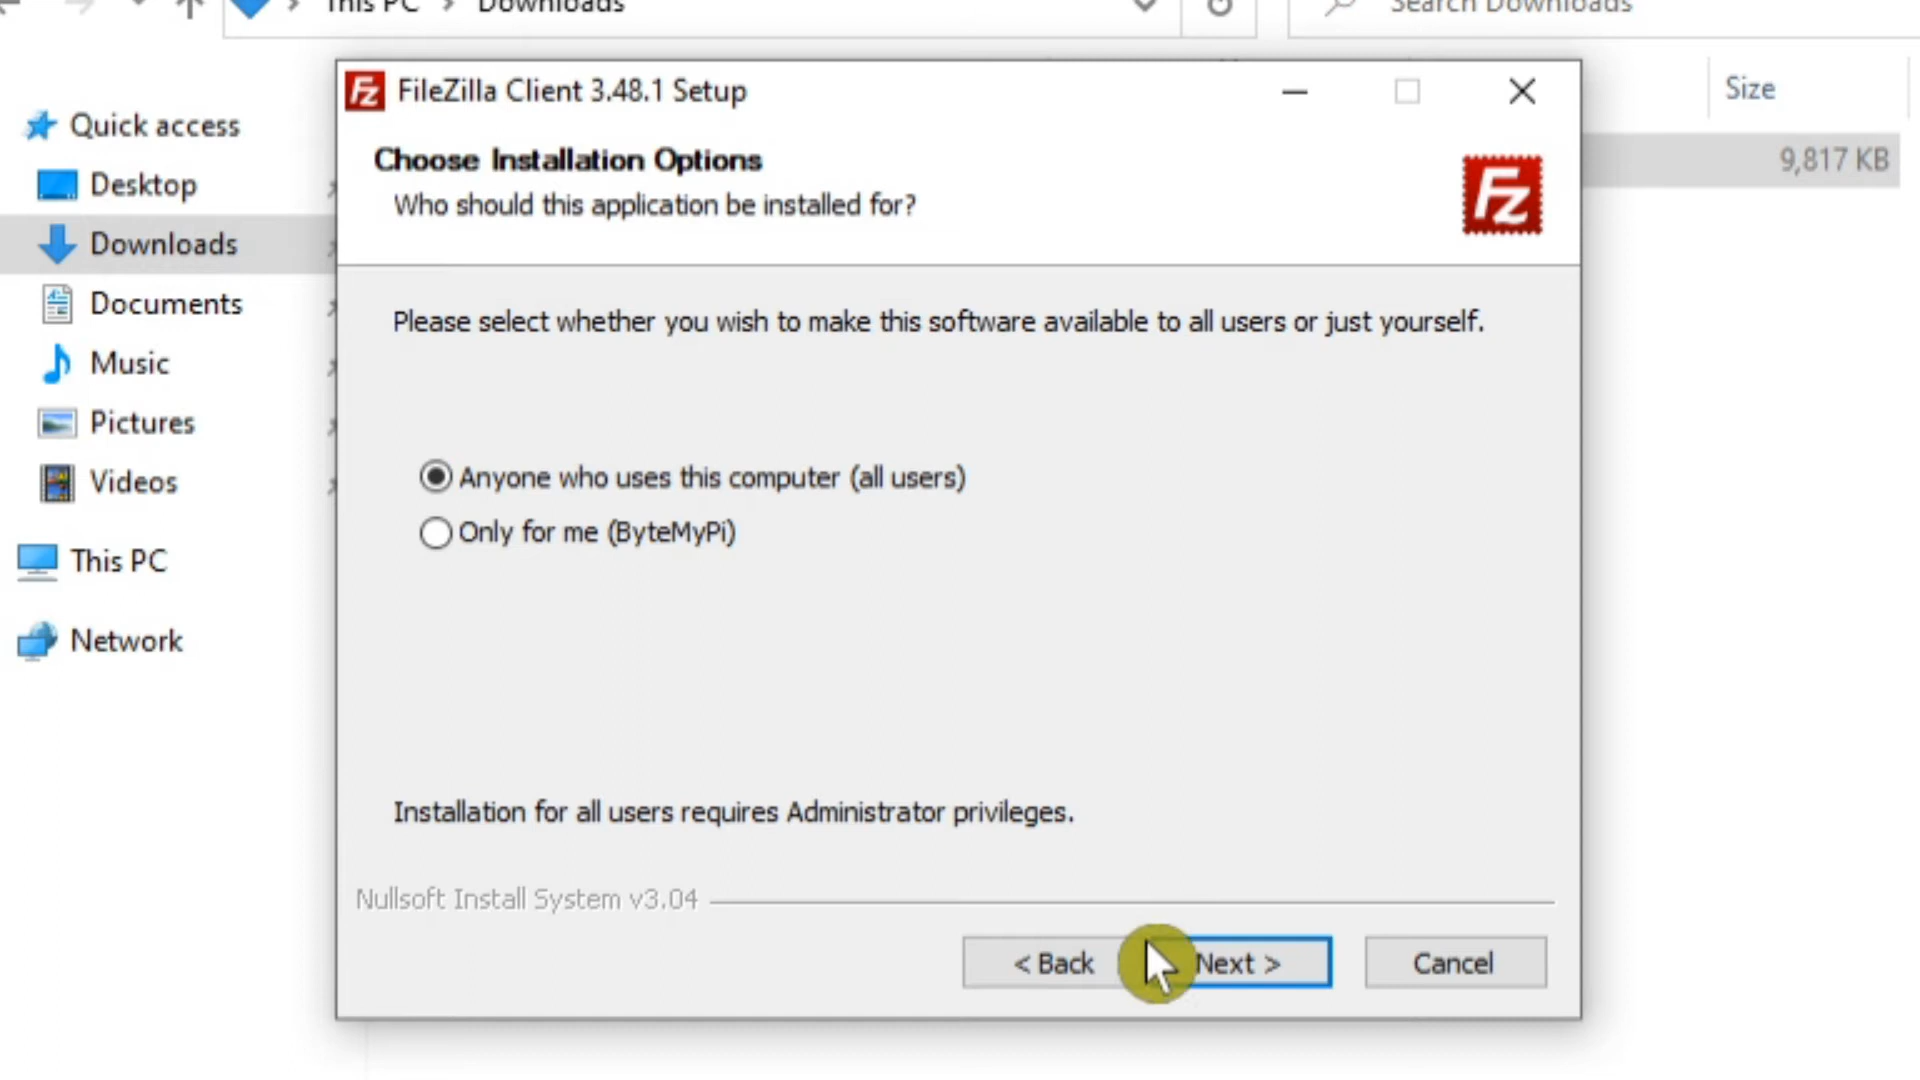 This PC > Downloads
Search Downloads
FileZilla Client 3.48.1 Setup
Size
Quick access
Choose Installation Options
9,817 KB
Desktop
Who should this application be installed for?
Downloads
Documents
Please select whether you wish to make this software available to all users or just yourself.
Music
Pictures
Videos
Anyone who uses this computer (all users)
Only for me (ByteMyPi)
This PC
Network
Installation for all users requires Administrator privileges.
Nullsoft Install System v3.04
< Back
Next >
Cancel